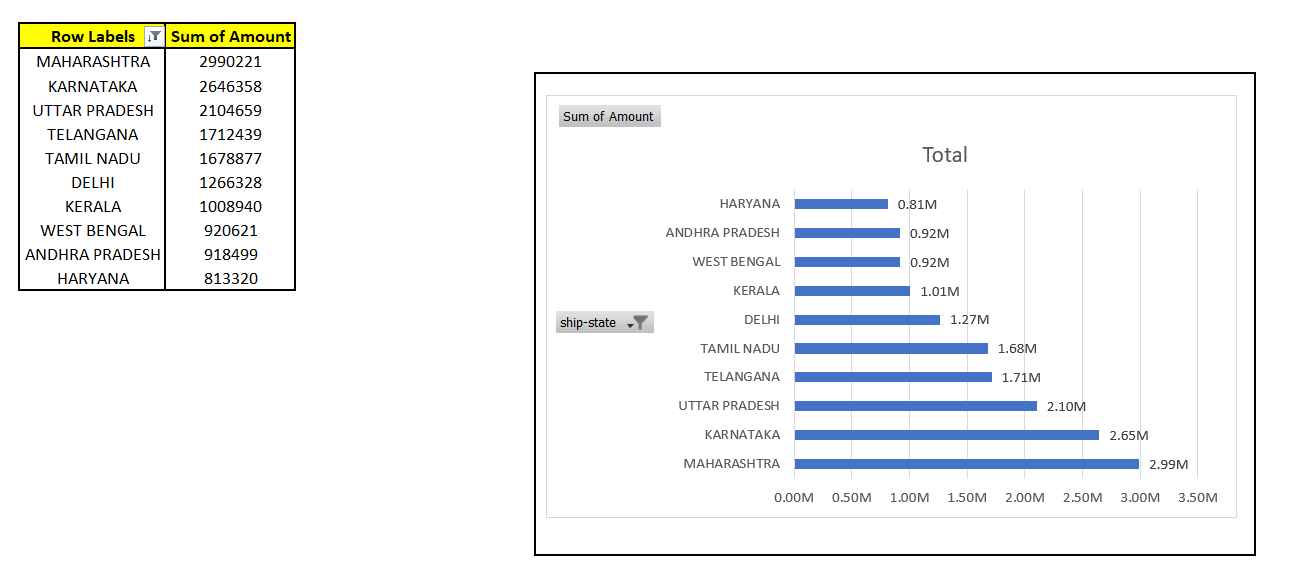 Row Labels Sum of Amount
MAHARASHTRA 2990221
KARNATAKA 2646358
UTTAR PRADESH 2104659
TELANGANA 1712439
TAMIL NADU 1678877
DELHI 1266328
KERALA 1008940
WEST BENGAL 920621
ANDHRA PRADESH 918499
HARYANA 813320
Sum of Amount
Total
HARYANA 0.81M
ANDHRA PRADESH 0.92M
WEST BENGAL 0.92M
KERALA 1.01M
ship-state
DELHI 1.27M
TAMIL NADU 1.68M
TELANGANA 1.71M
UTTAR PRADESH 2.10M
KARNATAKA 2.65M
MAHARASHTRA 2.99M
0.00M 0.50M 1.00M 1.50M 2.00M 2.50M 3.00M 3.50M